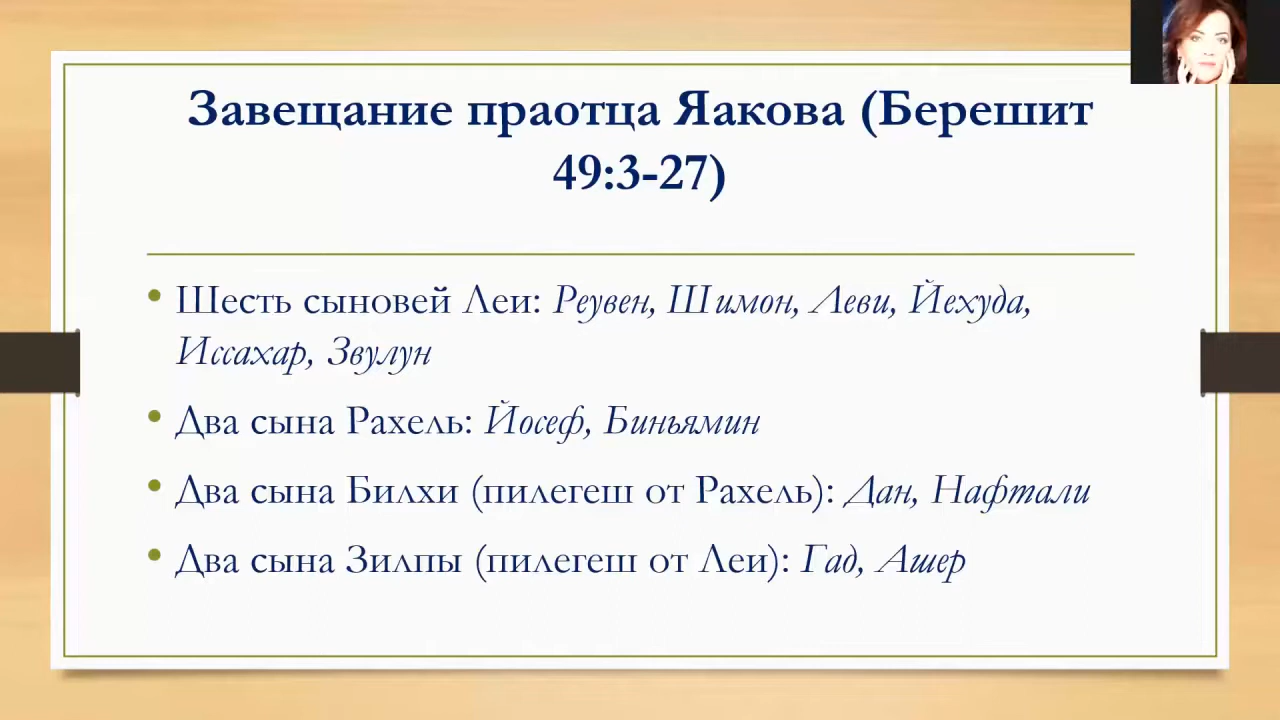 Завещание праотца Яакова (Берешит
49:3-27)
• Шесть сыновей Леи: Реувен, Шимон, Леви, Йехуда,
Иссахар, Звулун
• Два сына Рахель: Йосеф, Биньямин
• Два сына Билхи (пилегеш от Рахель): Дан, Нафтали
• Два сына Зилпы (пилегеш от Леи): Гад, Ашер